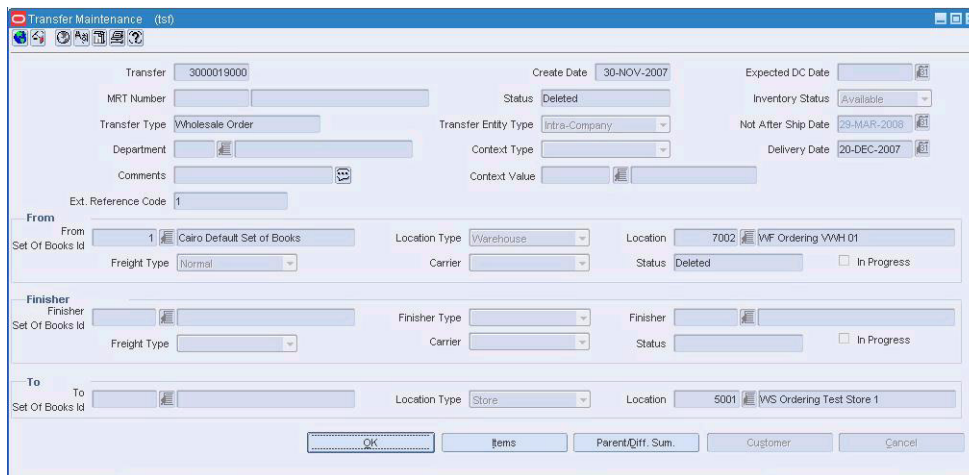 Transfer Maintenance (tsf)
Transfer 3000019000 Create Date 30-NOV-2007 Expected DC Date
MRT Number Status Deleted Inventory Status Available
Transfer Type Wholesale Order Transfer Entity Type Intra-Company Not After Ship Date 29-MAR-2008
Department Context Type Delivery Date 20-DEC-2007
Comments Context Value
Ext. Reference Code 1
From
From Set Of Books Id 1 Cairo Default Set of Books Location Type Warehouse Location 7002 WF Ordering VWH 01
Freight Type Normal Carrier Status Deleted In Progress
Finisher
Finisher Set Of Books Id Finisher Type Finisher
Freight Type Carrier Status In Progress
To
To Set Of Books Id Location Type Store Location 5001 WS Ordering Test Store 1
OK Items Parent/Diff. Sum. Customer Cancel